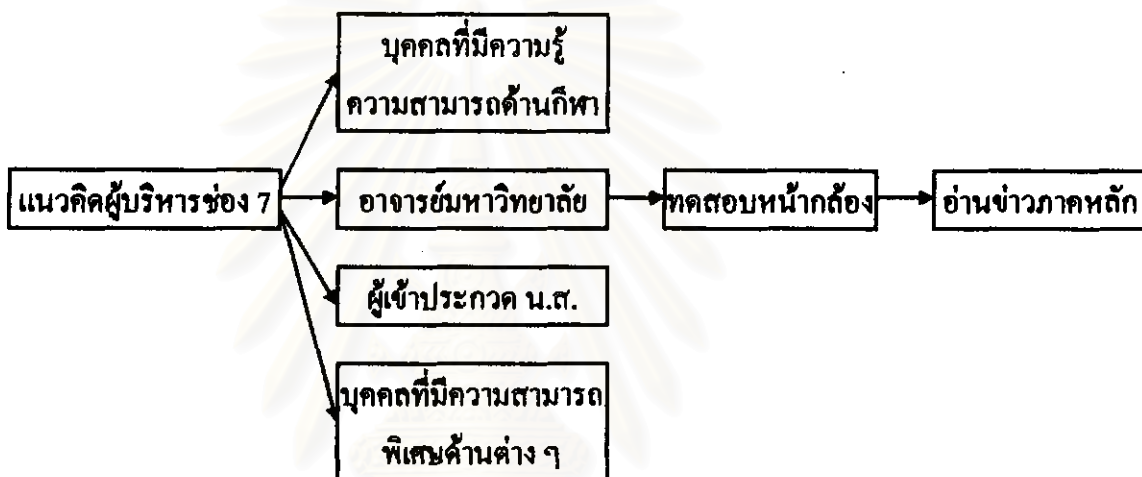 บุคคลที่มีความรู้
ความสามารถด้านกีฬา
แนวคิดผู้บริหารช่อง 7
อาจารย์มหาวิทยาลัย
ทดสอบหน้ากล้อง
อ่านข่าวภาคหลัก
ผู้เข้าประกวด น.ส.
บุคคลที่มีความสามารถ
พิเศษด้านต่าง ๆ